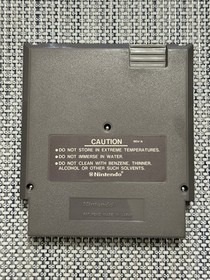 CAUTION
•DO NOT STORE IN EXTREME TEMPERATURES.
•DO NOT IMMERSE IN WATER.
•DO NOT CLEAN WITH BENZENE, THINNER,
ALCOHOL OR OTHER SUCH SOLVENTS.
Nintendo